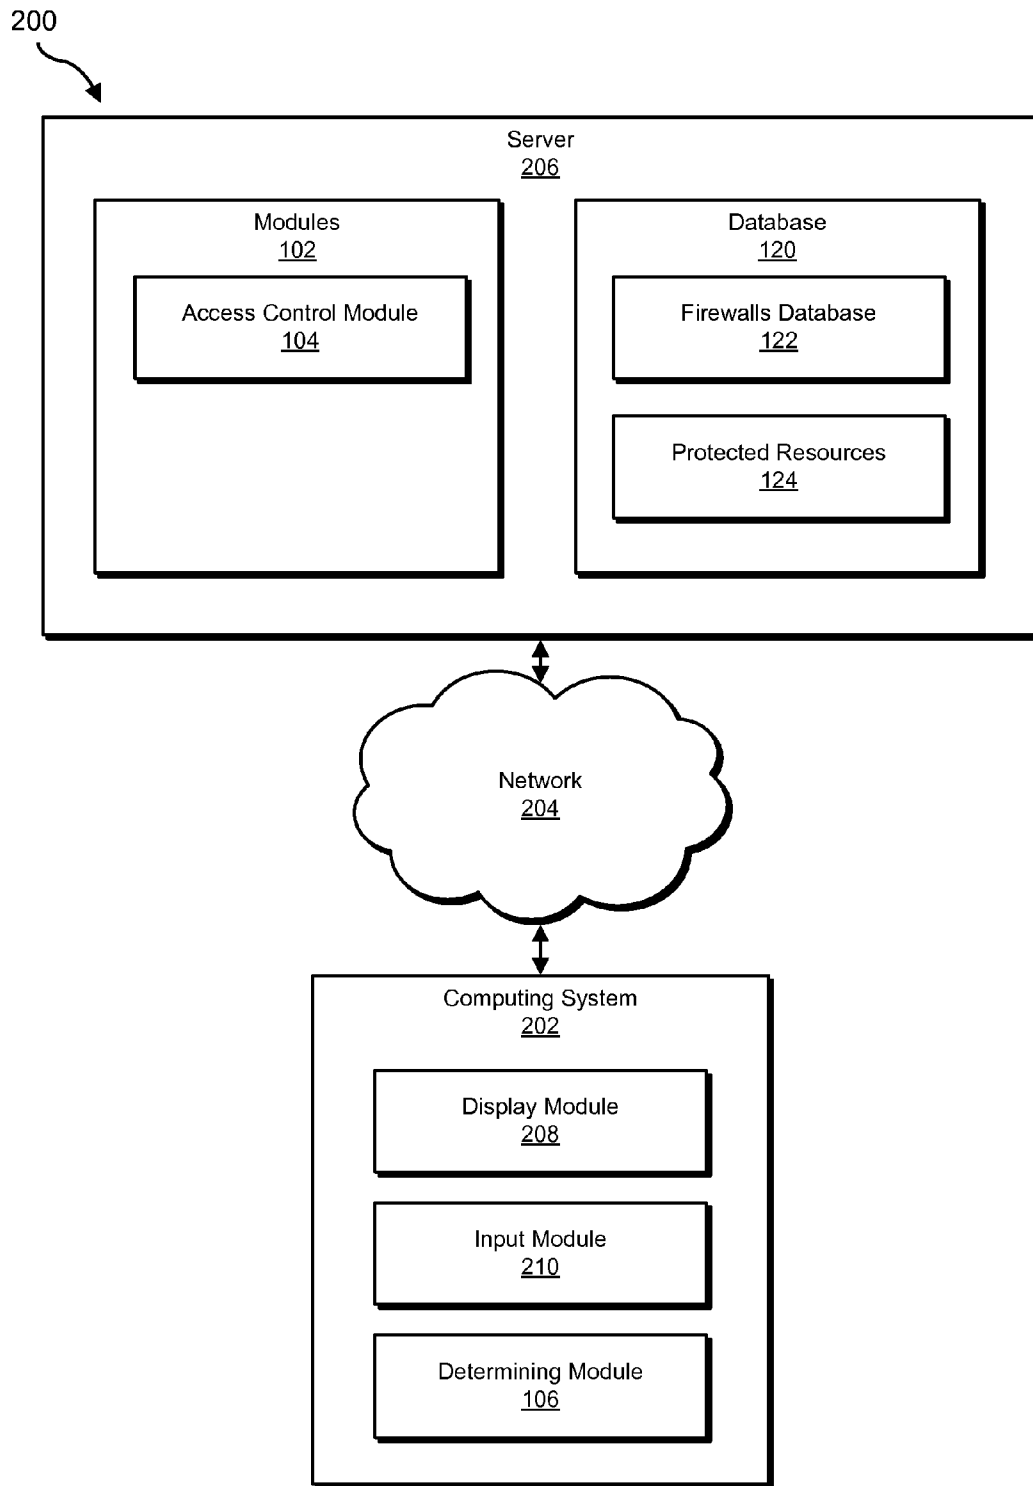 200
Server
206
Modules
102
Access Control Module
104
Database
120
Firewalls Database
122
Protected Resources
124
Network
204
Computing System
202
Display Module
208
Input Module
210
Determining Module
106